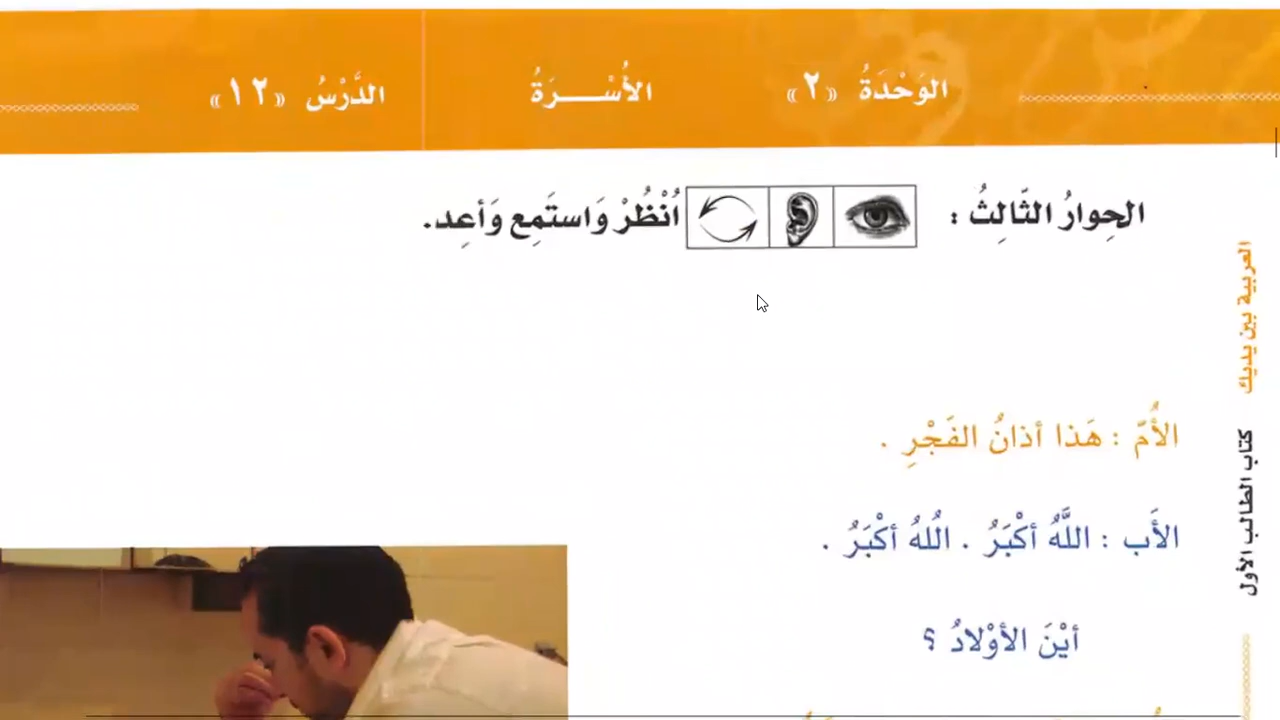 الوَحْدَةُ «٢» الأُسْـــرَةُ الدَّرْسُ «١٢»
الحِوارُ الثّالِثُ : اُنْظُرْ وَاستَمِع وَأعِد.
الأُمّ : هَذا أذانُ الفَجْرِ .
الأَب : اللَّهُ أكْبَرُ . اللهُ أكْبَرُ .
أيْنَ الأوْلادُ ؟
العربية بين يديك
كتاب الطالب الأول